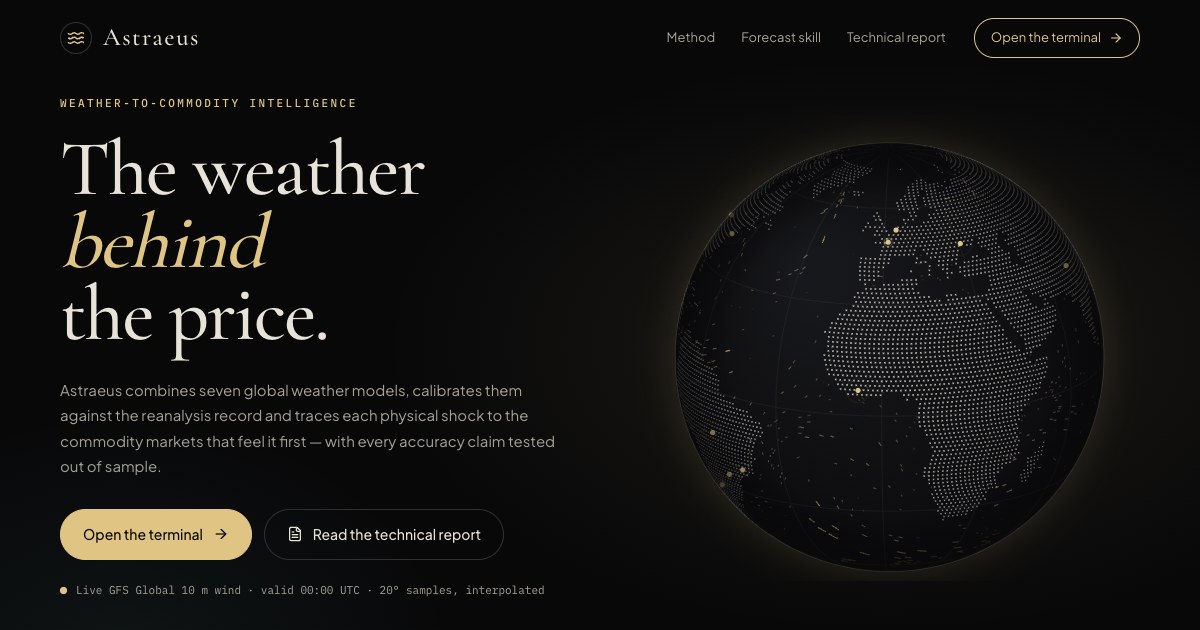 Astraeus
Method
Forecast skill
Technical report
Open the terminal
WEATHER-TO-COMMODITY INTELLIGENCE
The weather
behind
the price.
Astraeus combines seven global weather models, calibrates them
against the reanalysis record and traces each physical shock to the
commodity markets that feel it first — with every accuracy claim tested
out of sample.
Open the terminal
Read the technical report
Live GFS Global 10 m wind · valid 00:00 UTC · 20° samples, interpolated